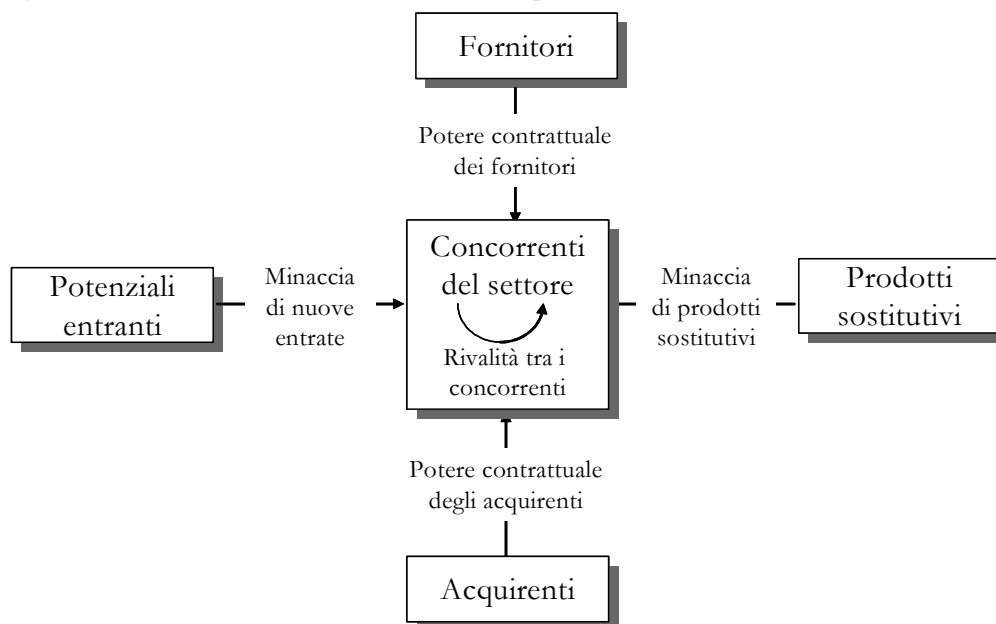 Fornitori
Potere contrattuale
dei fornitori
Potenziali
entranti
Minaccia
di nuove
entrate
Concorrenti
del settore
Rivalità tra i
concorrenti
Minaccia
di prodotti
sostitutivi
Prodotti
sostitutivi
Potere contrattuale
degli acquirenti
Acquirenti